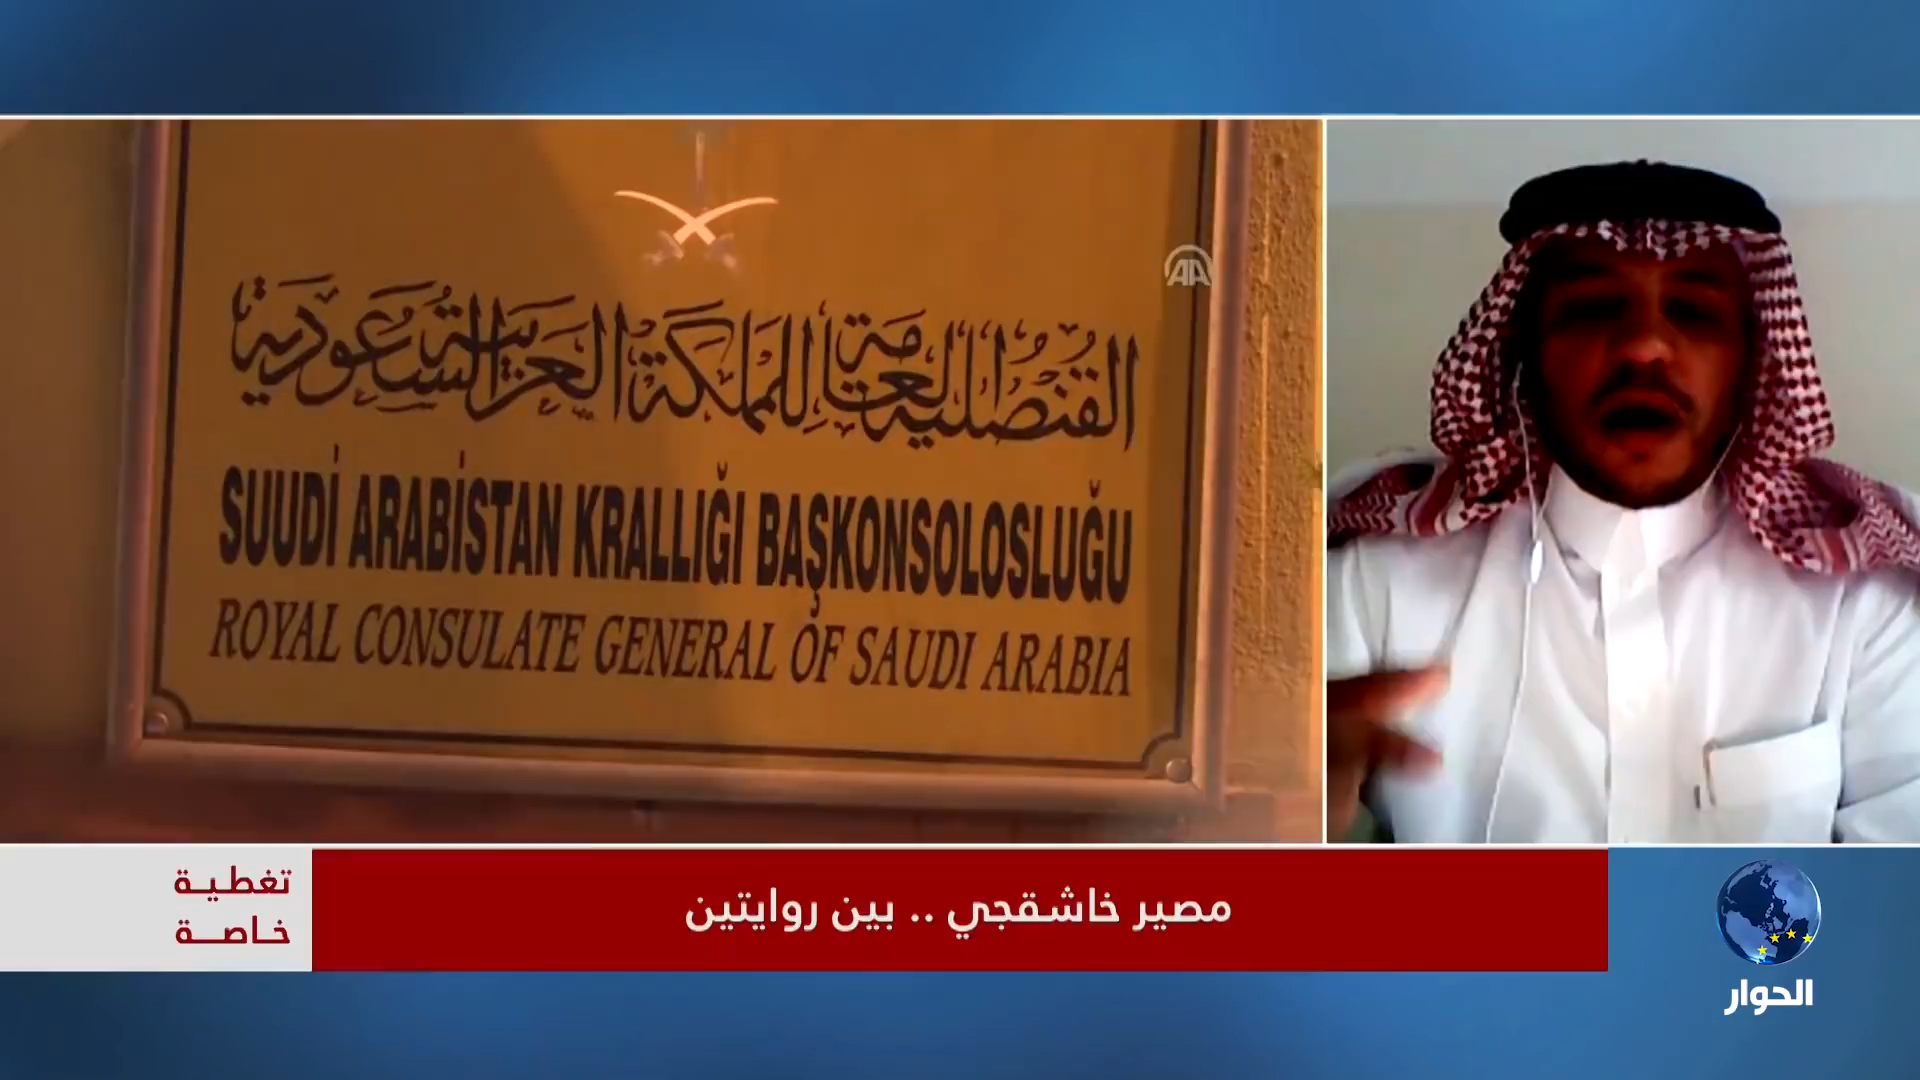 القنصلية العامة للمملكة العربية السعودية
SUUDİ ARABİSTAN KRALLIĞI BAŞKONSOLOSLUĞU
ROYAL CONSULATE GENERAL OF SAUDI ARABIA
AA
مصير خاشقجي .. بين روايتين
تغطية
خاصة
الحوار